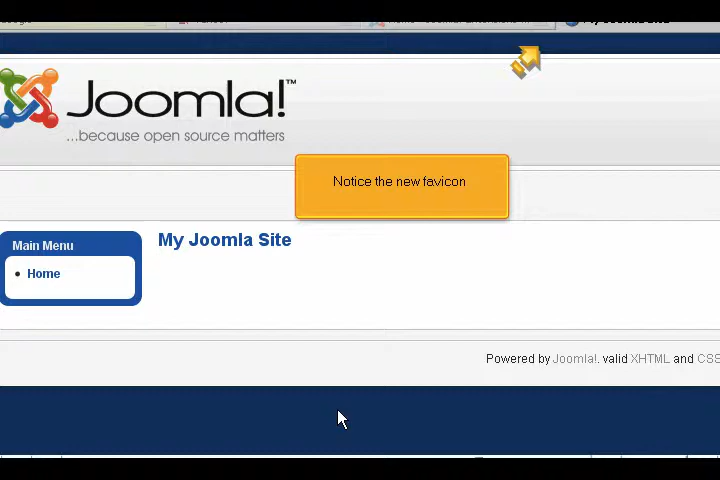 Joomla!™
...because open source matters
Notice the new favicon
Main Menu
My Joomla Site
• Home
Powered by Joomla!. valid XHTML and CSS